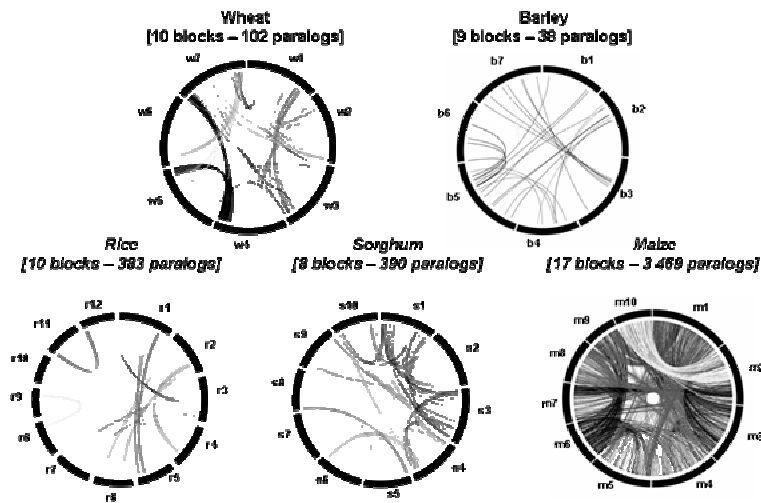 Wheat
[10 blocks – 102 paralogs]
w7
w1
w2
w3
w4
w5
w6
Barley
[9 blocks – 38 paralogs]
b7
b1
b2
b3
b4
b5
b6
Rice
[10 blocks – 383 paralogs]
r12
r1
r2
r3
r4
r5
r6
r7
r8
r9
r10
r11
Sorghum
[8 blocks – 390 paralogs]
s10
s1
s2
s3
s4
s5
s6
s7
s8
s9
Maize
[17 blocks – 3 469 paralogs]
m10
m1
m2
m3
m4
m5
m6
m7
m8
m9